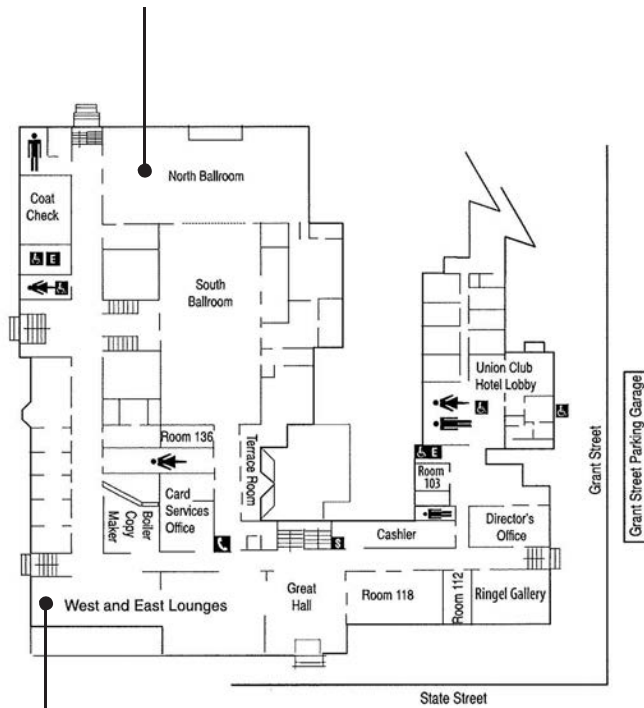 North Ballroom
Coat
Check
E
South
Ballroom
Union Club
Hotel Lobby
Room 136
Terrace Room
E
Room
103
Card
Services
Office
Boiler
Copy
Maker
$
Cashier
Director's
Office
Great
Hall
West and East Lounges
Room 118
Room 112
Ringel Gallery
Grant Street
Grant Street Parking Garage
State Street